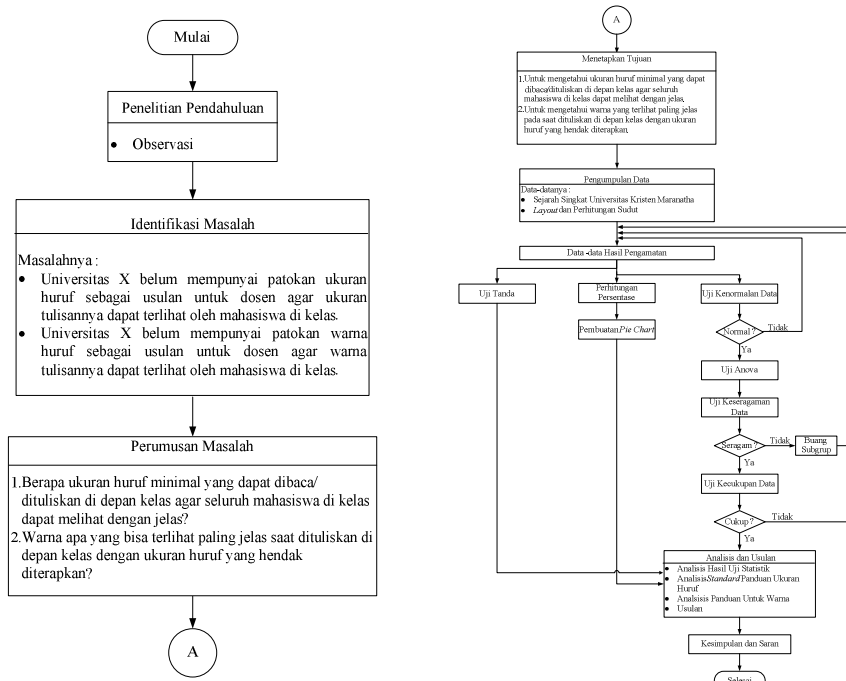 Mulai
Penelitian Pendahuluan
• Observasi
Identifikasi Masalah
Masalahnya :
• Universitas X belum mempunyai patokan ukuran
huruf sebagai usulan untuk dosen agar ukuran
tulisannya dapat terlihat oleh mahasiswa di kelas.
• Universitas X belum mempunyai patokan warna
huruf sebagai usulan untuk dosen agar warna
tulisannya dapat terlihat oleh mahasiswa di kelas.
Perumusan Masalah
1.Berapa ukuran huruf minimal yang dapat dibaca/
dituliskan di depan kelas agar seluruh mahasiswa di kelas
dapat melihat dengan jelas?
2.Warna apa yang bisa terlihat paling jelas saat dituliskan di
depan kelas dengan ukuran huruf yang hendak
diterapkan?
A
A
Menetapkan Tujuan
1.Untuk mengetahui ukuran huruf minimal yang dapat
dibaca/dituliskan di depan kelas agar seluruh
mahasiswa di kelas dapat melihat dengan jelas.
2.Untuk mengetahui warna yang terlihat paling jelas
pada saat dituliskan di depan kelas dengan ukuran
huruf yang hendak diterapkan.
Pengumpulan Data
Data-datanya :
• Sejarah Singkat Universitas Kristen Maranatha
• Layout dan Perhitungan Sudut
Data -data Hasil Pengamatan
Uji Tanda
Perhitungan
Persentase
Uji Kenormalan Data
Pembuatan Pie Chart
Normal ?
Tidak
Ya
Uji Anova
Uji Keseragaman
Data
Seragam ?
Tidak
Buang
Subgrup
Ya
Uji Kecukupan Data
Cukup ?
Tidak
Ya
Analisis dan Usulan
• Analisis Hasil Uji Statistik
• Analisis Standard Panduan Ukuran
Huruf
• Analsisis Panduan Untuk Warna
• Usulan
Kesimpulan dan Saran
Selesai